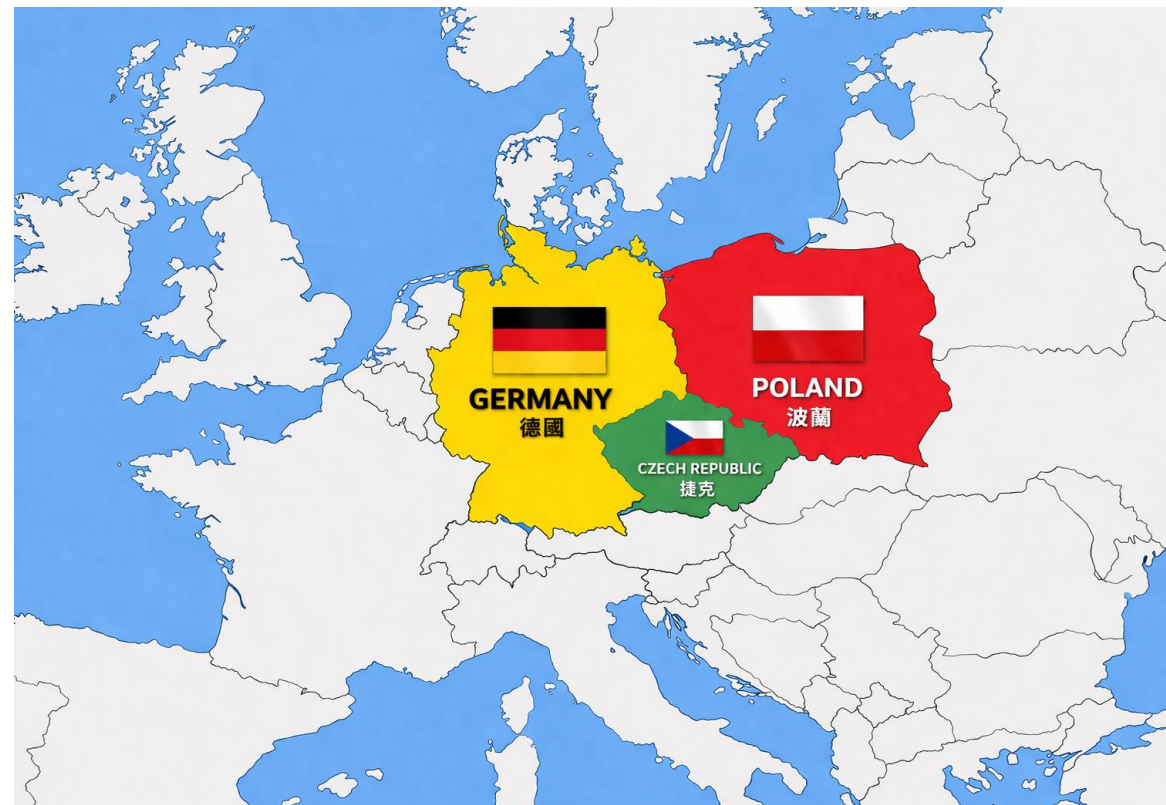 GERMANY
德國
POLAND
波蘭
CZECH REPUBLIC
捷克